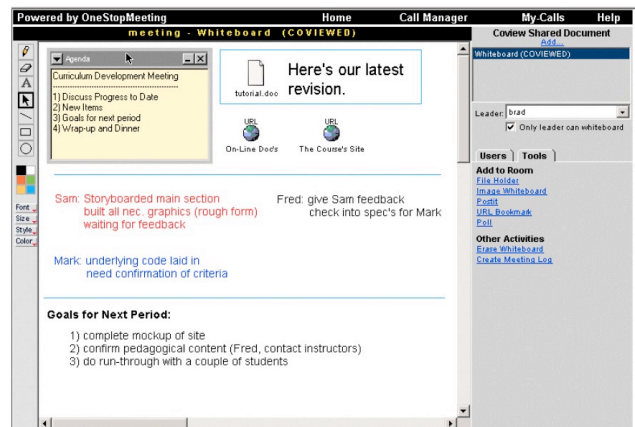 Powered by OneStopMeeting Home Call Manager My-Calls Help
meeting - Whiteboard (COVIEWED)
Agenda
Curriculum Development Meeting
----------------------------------------
1) Discuss Progress to Date
2) New Items
3) Goals for next period
4) Wrap-up and Dinner
tutorial.doc
Here's our latest
revision.
URL
On-Line Doc's
URL
The Course's Site
Sam: Storyboarded main section
built all nec. graphics (rough form)
waiting for feedback
Fred: give Sam feedback
check into spec's for Mark
Mark: underlying code laid in
need confirmation of criteria
Goals for Next Period:
1) complete mockup of site
2) confirm pedagogical content (Fred, contact instructors)
3) do run-through with a couple of students
A
Font
Size
Style
Color
Coview Shared Document
Add...
Whiteboard (COVIEWED)
Leader: brad
Only leader can whiteboard
Users Tools
Add to Room
File Holder
Image Whiteboard
Postit
URL Bookmark
Poll
Other Activities
Erase Whiteboard
Create Meeting Log